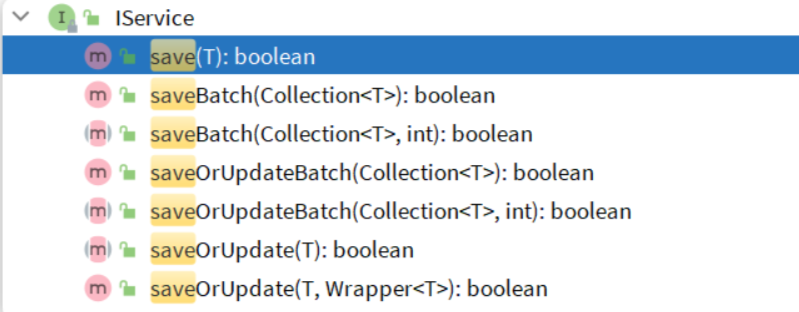 IService
save(T): boolean
saveBatch(Collection<T>): boolean
saveBatch(Collection<T>, int): boolean
saveOrUpdateBatch(Collection<T>): boolean
saveOrUpdateBatch(Collection<T>, int): boolean
saveOrUpdate(T): boolean
saveOrUpdate(T, Wrapper<T>): boolean